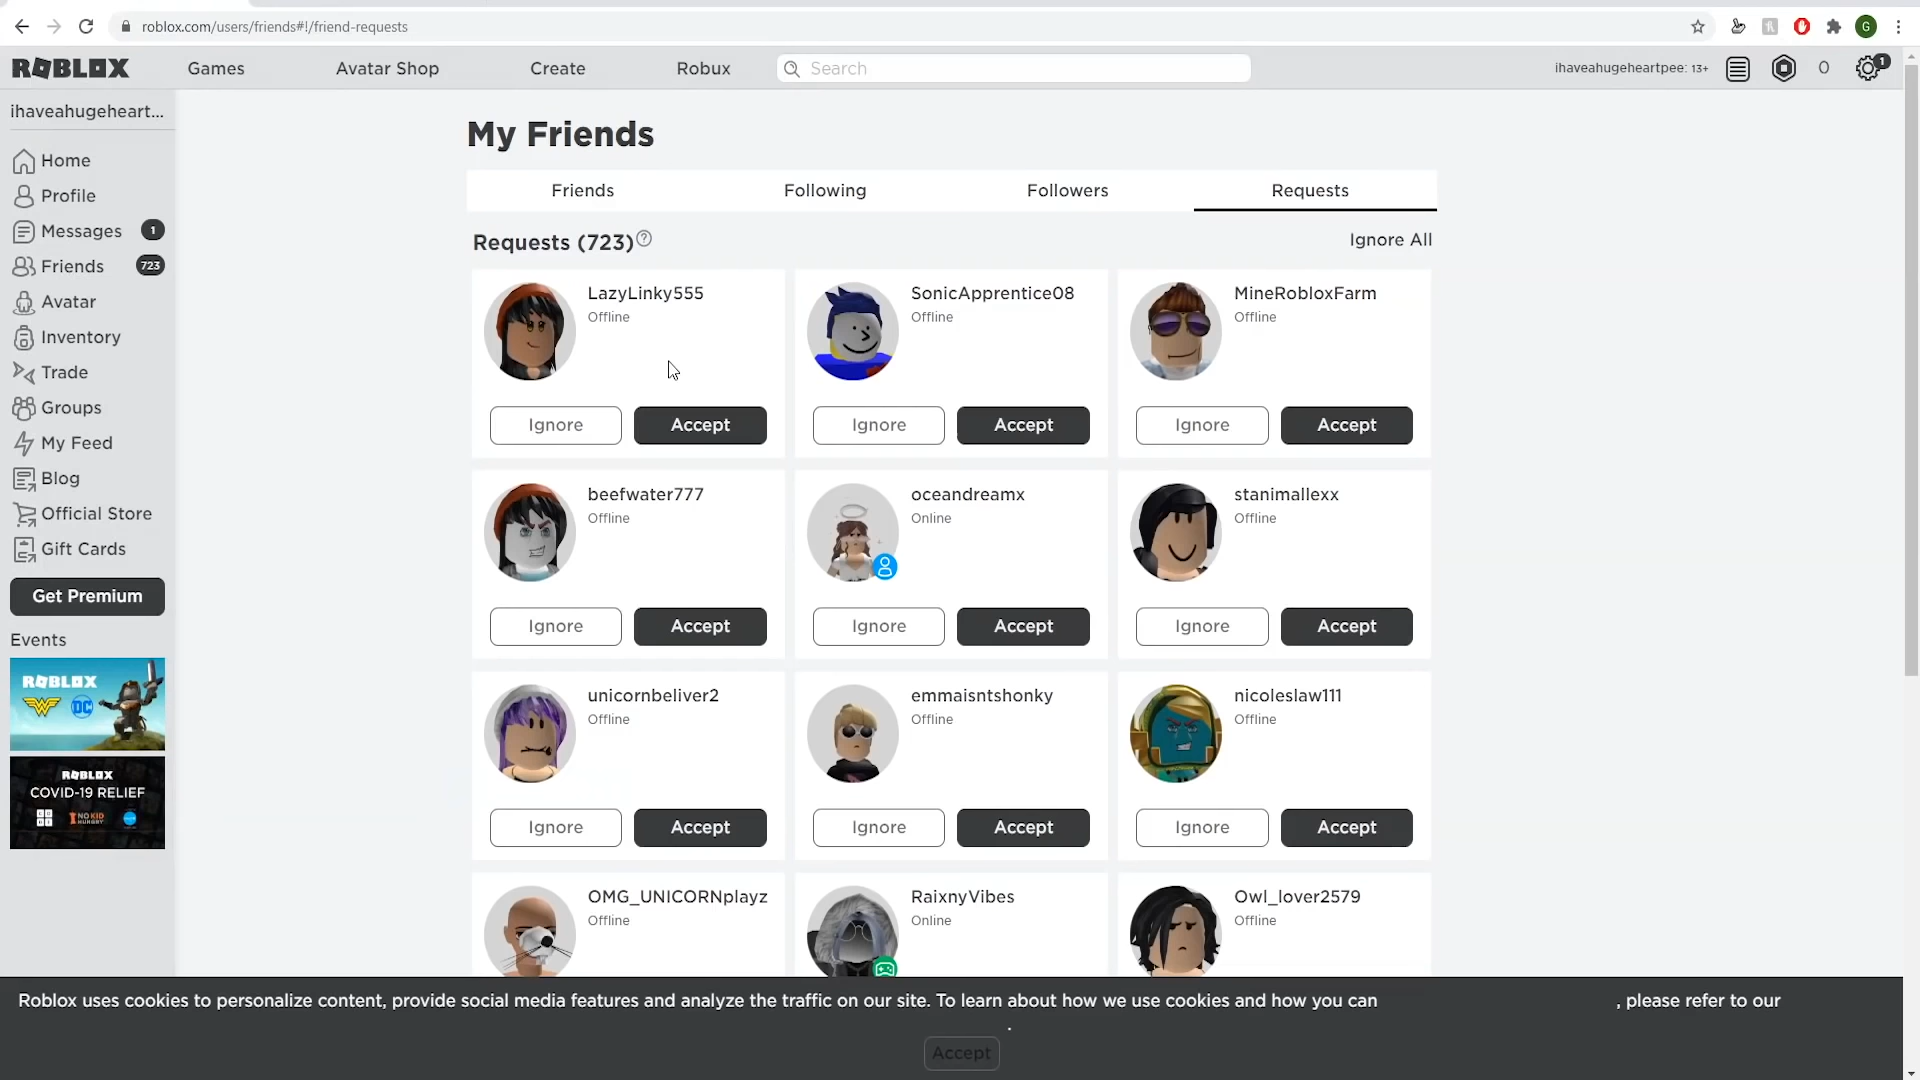 roblox.com/users/friends#!/friend-requests
G
ROBLOX
Games
Avatar Shop
Create
Robux
Search
ihaveahugeheartpee: 13+
0
1
ihaveahugeheart...
Home
Profile
Messages
1
Friends
723
Avatar
Inventory
Trade
Groups
My Feed
Blog
Official Store
Gift Cards
Get Premium
Events
ROBLOX
DC
ROBLOX
COVID-19 RELIEF
NO KID
HUNGRY
My Friends
Friends
Following
Followers
Requests
Requests (723)
?
Ignore All
LazyLinky555
Offline
Ignore
Accept
SonicApprentice08
Offline
Ignore
Accept
MineRobloxFarm
Offline
Ignore
Accept
beefwater777
Offline
Ignore
Accept
oceandreamx
Online
Ignore
Accept
stanimallexx
Offline
Ignore
Accept
unicornbeliver2
Offline
Ignore
Accept
emmaisntshonky
Offline
Ignore
Accept
nicoleslaw111
Offline
Ignore
Accept
OMG_UNICORNplayz
Offline
RaixnyVibes
Online
Owl_lover2579
Offline
Roblox uses cookies to personalize content, provide social media features and analyze the traffic on our site. To learn about how we use cookies and how you can , please refer to our
.
Accept